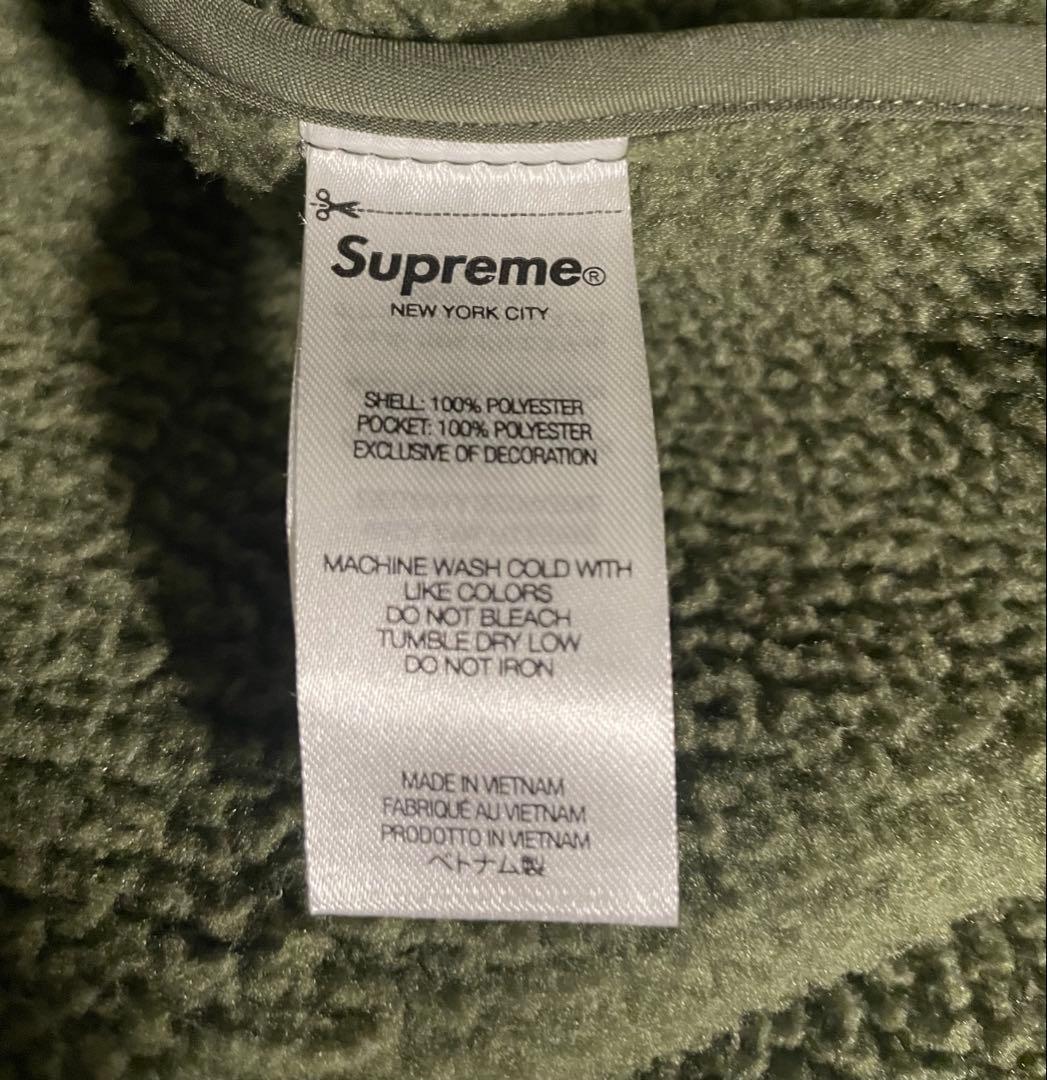 Supreme®
NEW YORK CITY
SHELL: 100% POLYESTER
POCKET: 100% POLYESTER
EXCLUSIVE OF DECORATION
MACHINE WASH COLD WITH
LIKE COLORS
DO NOT BLEACH
TUMBLE DRY LOW
DO NOT IRON
MADE IN VIETNAM
FABRIQUÉ AU VIETNAM
PRODOTTO IN VIETNAM
ベトナム製